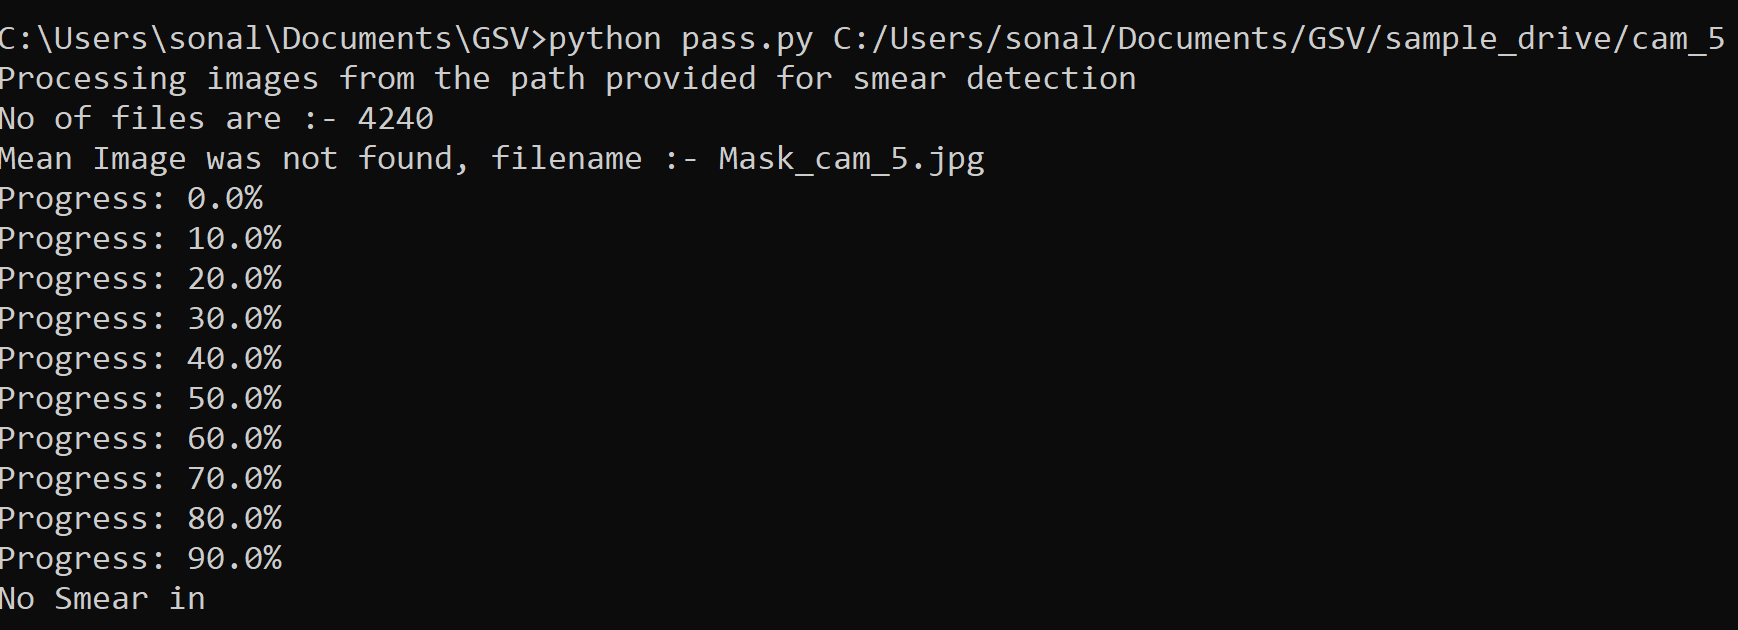 C:\Users\sonal\Documents\GSV>python pass.py C:/Users/sonal/Documents/GSV/sample_drive/cam_5
Processing images from the path provided for smear detection
No of files are :- 4240
Mean Image was not found, filename :- Mask_cam_5.jpg
Progress: 0.0%
Progress: 10.0%
Progress: 20.0%
Progress: 30.0%
Progress: 40.0%
Progress: 50.0%
Progress: 60.0%
Progress: 70.0%
Progress: 80.0%
Progress: 90.0%
No Smear in